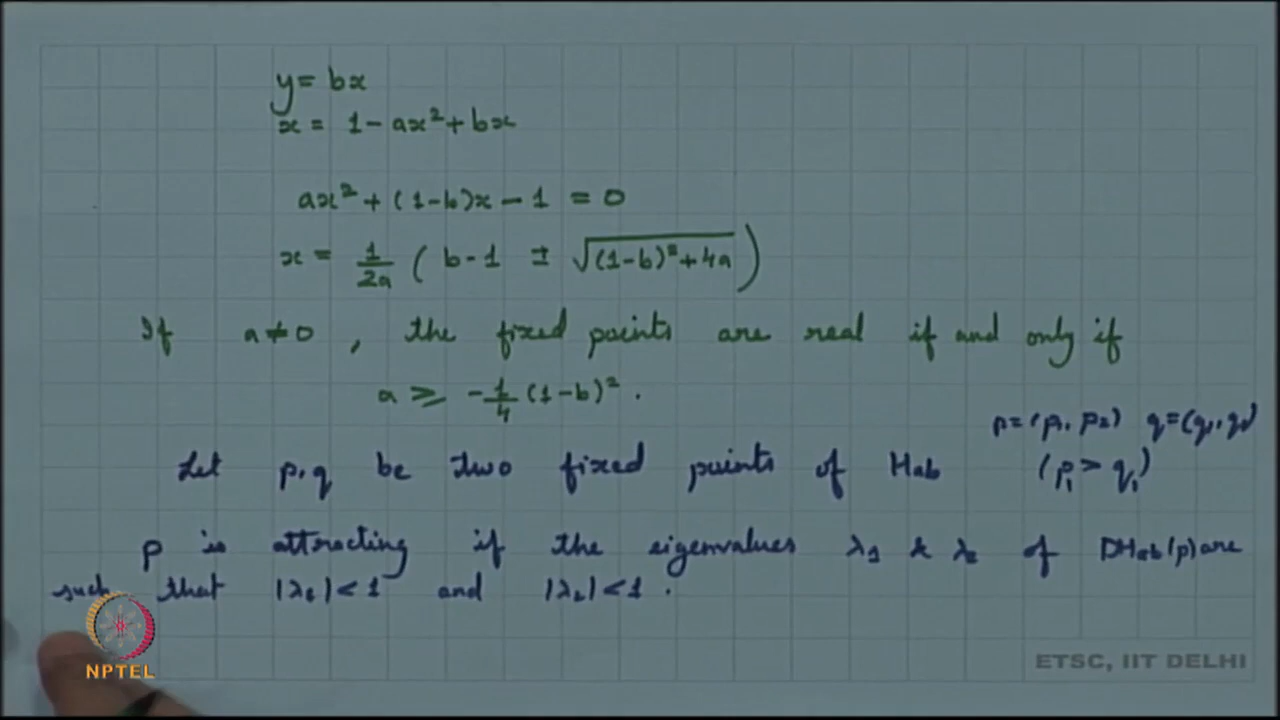 y = bx
x = 1 - ax² + bx
ax² + (1-b)x - 1 = 0
x = 1/2a ( b-1 ± √(1-b)² + 4a )
If a ≠ 0 , the fixed points are real if and only if
a ≥ -1/4 (1-b)² .
p = (p₁, p₂) q = (q₁, q₂)
Let p, q be two fixed points of Hab (p₁ > q₁)
p is attracting if the eigenvalues λ₁ & λ₂ of DHab(p) are
such that |λ₁| < 1 and |λ₂| < 1 .
NPTEL
ETSC, IIT DELHI